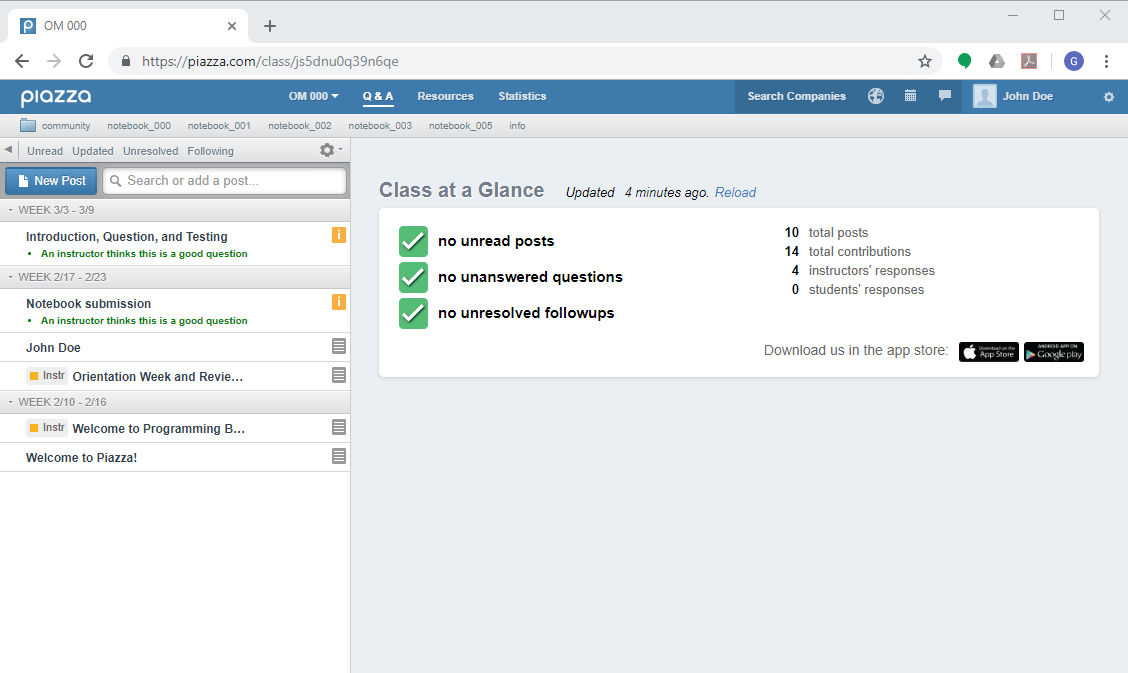 OM 000
https://piazza.com/class/js5dnu0q39n6qe
G
piazza
OM 000 Q & A Resources Statistics Search Companies John Doe
community notebook_000 notebook_001 notebook_002 notebook_003 notebook_005 info
Unread Updated Unresolved Following
New Post Search or add a post...
WEEK 3/3 - 3/9
Introduction, Question, and Testing i
• An instructor thinks this is a good question
WEEK 2/17 - 2/23
Notebook submission i
• An instructor thinks this is a good question
John Doe
Instr Orientation Week and Revie...
WEEK 2/10 - 2/16
Instr Welcome to Programming B...
Welcome to Piazza!
Class at a Glance Updated 4 minutes ago. Reload
no unread posts
no unanswered questions
no unresolved followups
10 total posts
14 total contributions
4 instructors' responses
0 students' responses
Download us in the app store:
Download on the
App Store
ANDROID APP ON
Google play